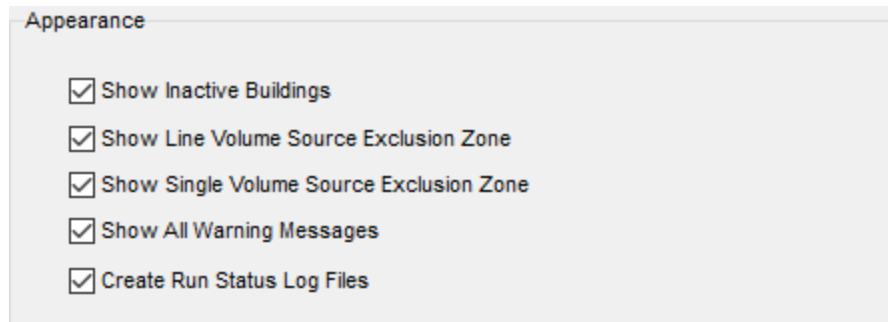 Appearance
Show Inactive Buildings
Show Line Volume Source Exclusion Zone
Show Single Volume Source Exclusion Zone
Show All Warning Messages
Create Run Status Log Files